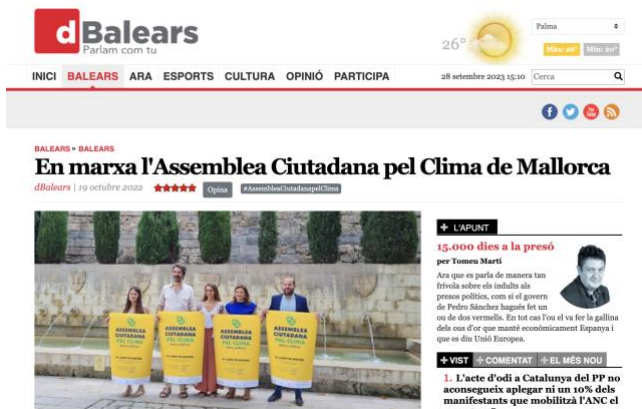 dBalears
Parlam com tu
26º
Palma
Màx: 26º Mín: 20º
INICI BALEARS ARA ESPORTS CULTURA OPINIÓ PARTICIPA
28 setembre 2023 15:10 Cerca
BALEARS » BALEARS
En marxa l'Assemblea Ciutadana pel Clima de Mallorca
dBalears | 19 octubre 2022 Opina #AssembleaCiutadanapelClima
ASSEMBLEA CIUTADANA PEL CLIMA
ASSEMBLEA CIUTADANA PEL CLIMA
ASSEMBLEA CIUTADANA PEL CLIMA
ASSEMBLEA CIUTADANA PEL CLIMA
+ L'APUNT
15.000 dies a la presó
per Tomeu Martí
Ara que es parla de manera tan
frívola sobre els indults als
presos polítics, com si el govern
de Pedro Sánchez hagués fet un
ou de dos vermells. En tot cas l'ou el va fer la gallina
dels ous d'or que manté econòmicament Espanya i
que es diu Unió Europea.
+ VIST + COMENTAT + EL MÉS NOU
1. L'acte d'odi a Catalunya del PP no
aconsegueix aplegar ni un 10% dels
manifestants que mobilitzà l'ANC el